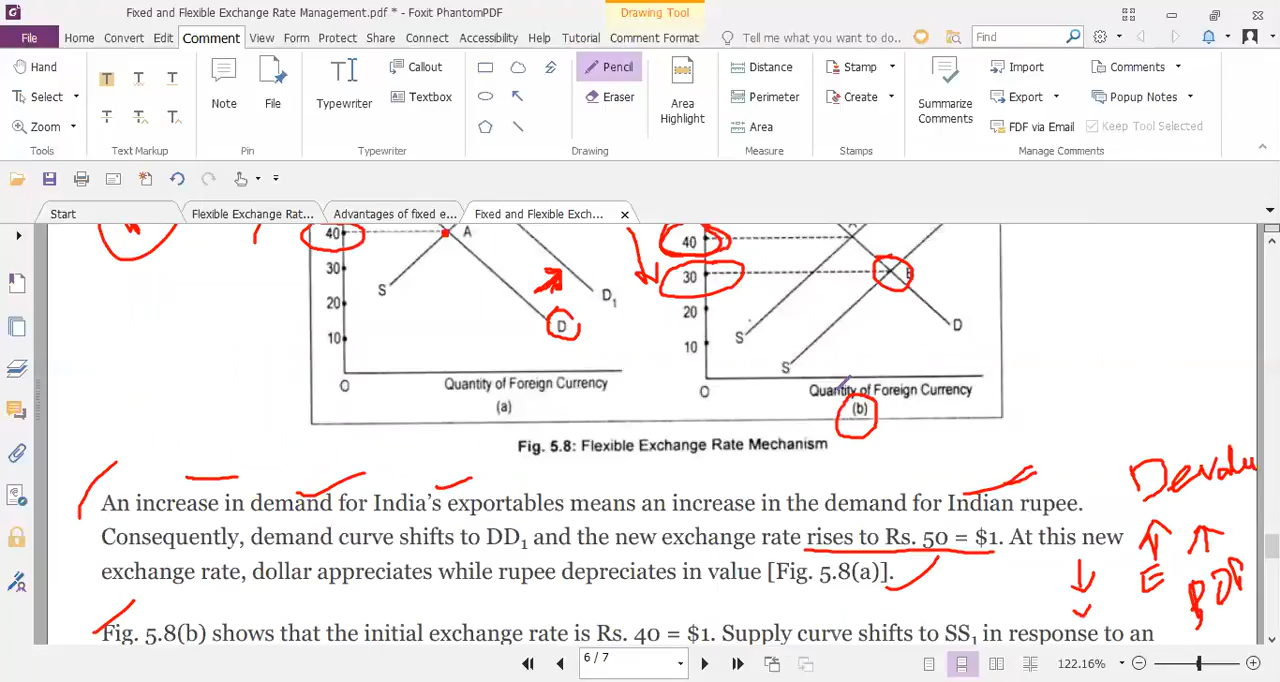 Fixed and Flexible Exchange Rate Management.pdf * - Foxit PhantomPDF
Drawing Tool
File Home Convert Edit Comment View Form Protect Share Connect Accessibility Help Tutorial Comment Format Tell me what you want to do.. Find
Hand
Select
Zoom
Tools
T T T
T T T
Text Markup
Note
File
Pin
Typewriter
Callout
Textbox
Typewriter
Pencil
Eraser
Drawing
Area Highlight
Distance
Perimeter
Area
Measure
Stamp
Create
Stamps
Summarize Comments
Import
Export
FDF via Email
Comments
Popup Notes
Keep Tool Selected
Manage Comments
Start
Flexible Exchange Rat...
Advantages of fixed e...
Fixed and Flexible Exch...
40 A
30
S
D1
20
D
10
O
Quantity of Foreign Currency
(a)
40
30
20
S
D
10
S
O
Quantity of Foreign Currency
(b)
Fig. 5.8: Flexible Exchange Rate Mechanism
An increase in demand for India's exportables means an increase in the demand for Indian rupee.
Consequently, demand curve shifts to DD1 and the new exchange rate rises to Rs. 50 = $1. At this new
exchange rate, dollar appreciates while rupee depreciates in value [Fig. 5.8(a)].
Fig. 5.8(b) shows that the initial exchange rate is Rs. 40 = $1. Supply curve shifts to SS1 in response to an
Devalu
E
6 / 7
122.16%